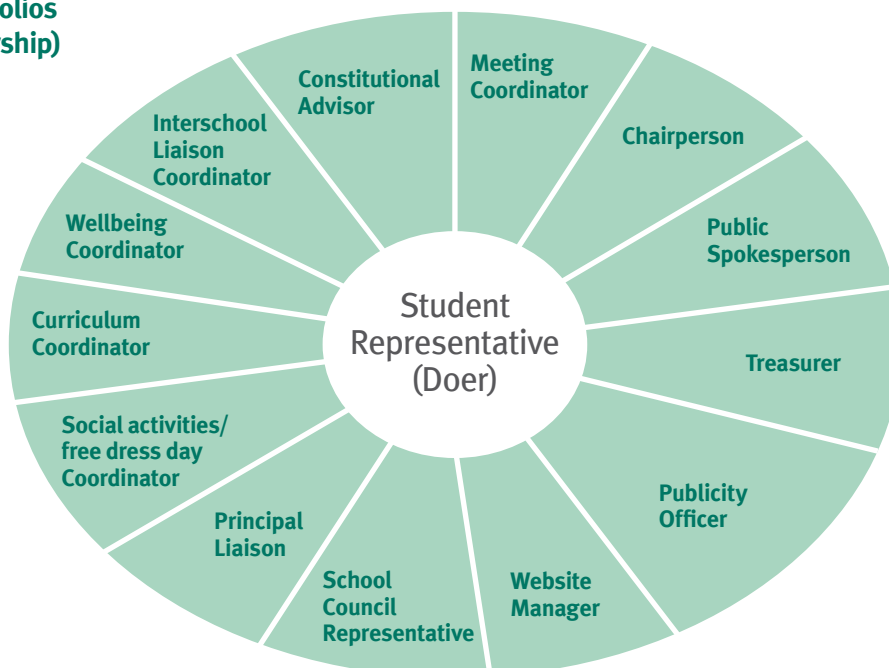 olios
ship)
Constitutional
Advisor
Meeting
Coordinator
Chairperson
Public
Spokesperson
Treasurer
Publicity
Officer
Website
Manager
School
Council
Representative
Principal
Liaison
Social activities/
free dress day
Coordinator
Curriculum
Coordinator
Wellbeing
Coordinator
Interschool
Liaison
Coordinator
Student
Representative
(Doer)